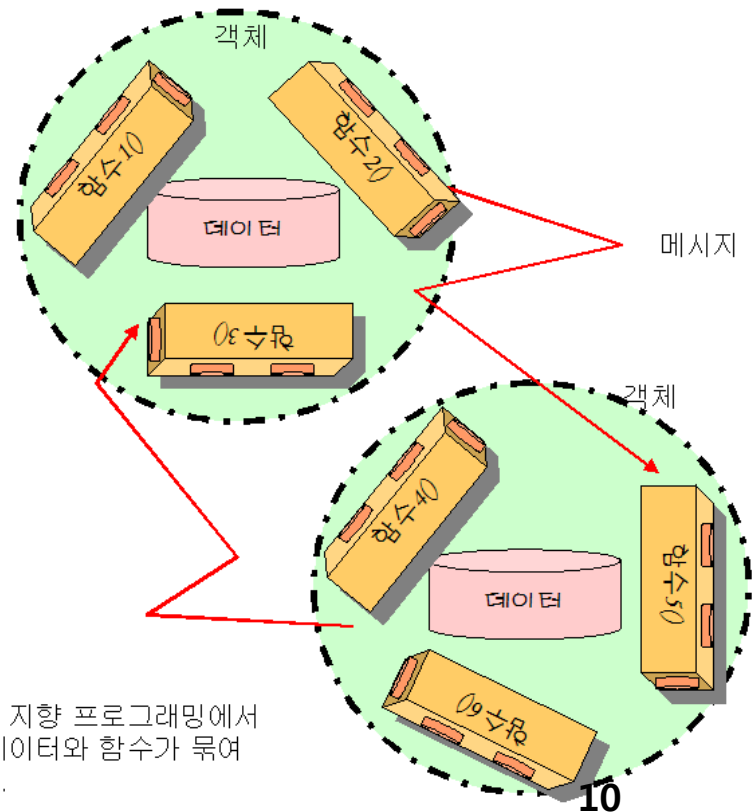 객체
함수1()
함수2()
데이터
메시지
함수3()
객체
함수4()
함수5()
데이터
함수6()
지향 프로그래밍에서
이터와 함수가 묶여
.
10